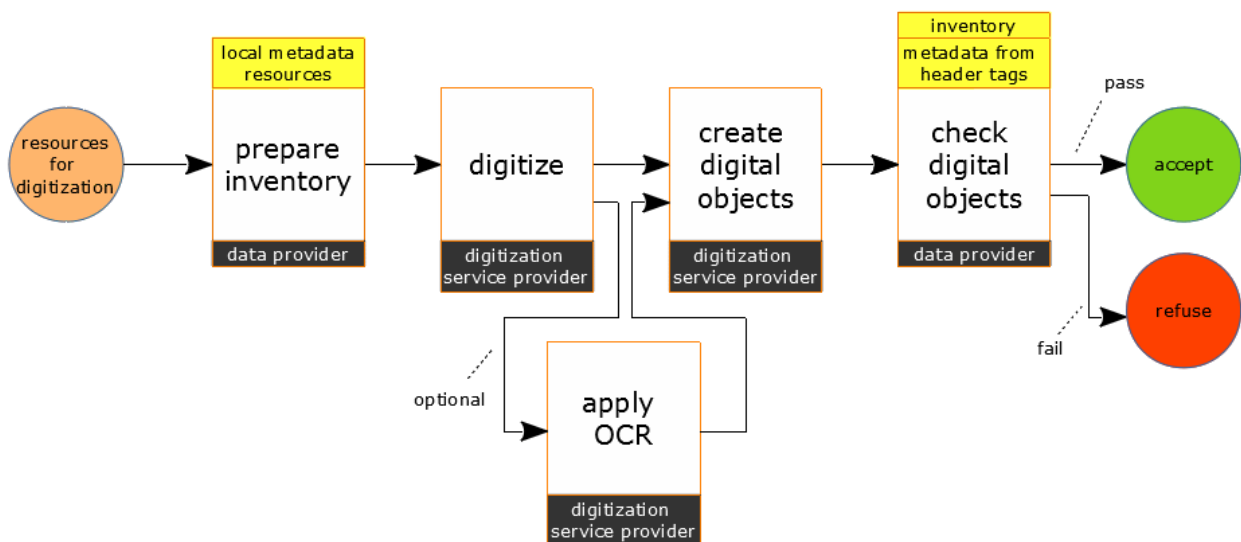 resources
for
digitization
local metadata
resources
prepare
inventory
data provider
digitize
digitization
service provider
create
digital
objects
digitization
service provider
inventory
metadata from
header tags
check
digital
objects
data provider
pass
accept
fail
refuse
optional
apply
OCR
digitization
service provider